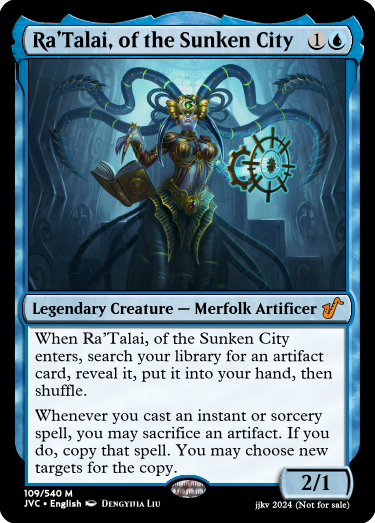 Ra'Talai, of the Sunken City 1
Legendary Creature — Merfolk Artificer
When Ra'Talai, of the Sunken City
enters, search your library for an artifact
card, reveal it, put it into your hand, then
shuffle.
Whenever you cast an instant or sorcery
spell, you may sacrifice an artifact. If you
do, copy that spell. You may choose new
targets for the copy.
2/1
109/540 M
JVC • English Dengyijia Liu
jjkv 2024 (Not for sale)